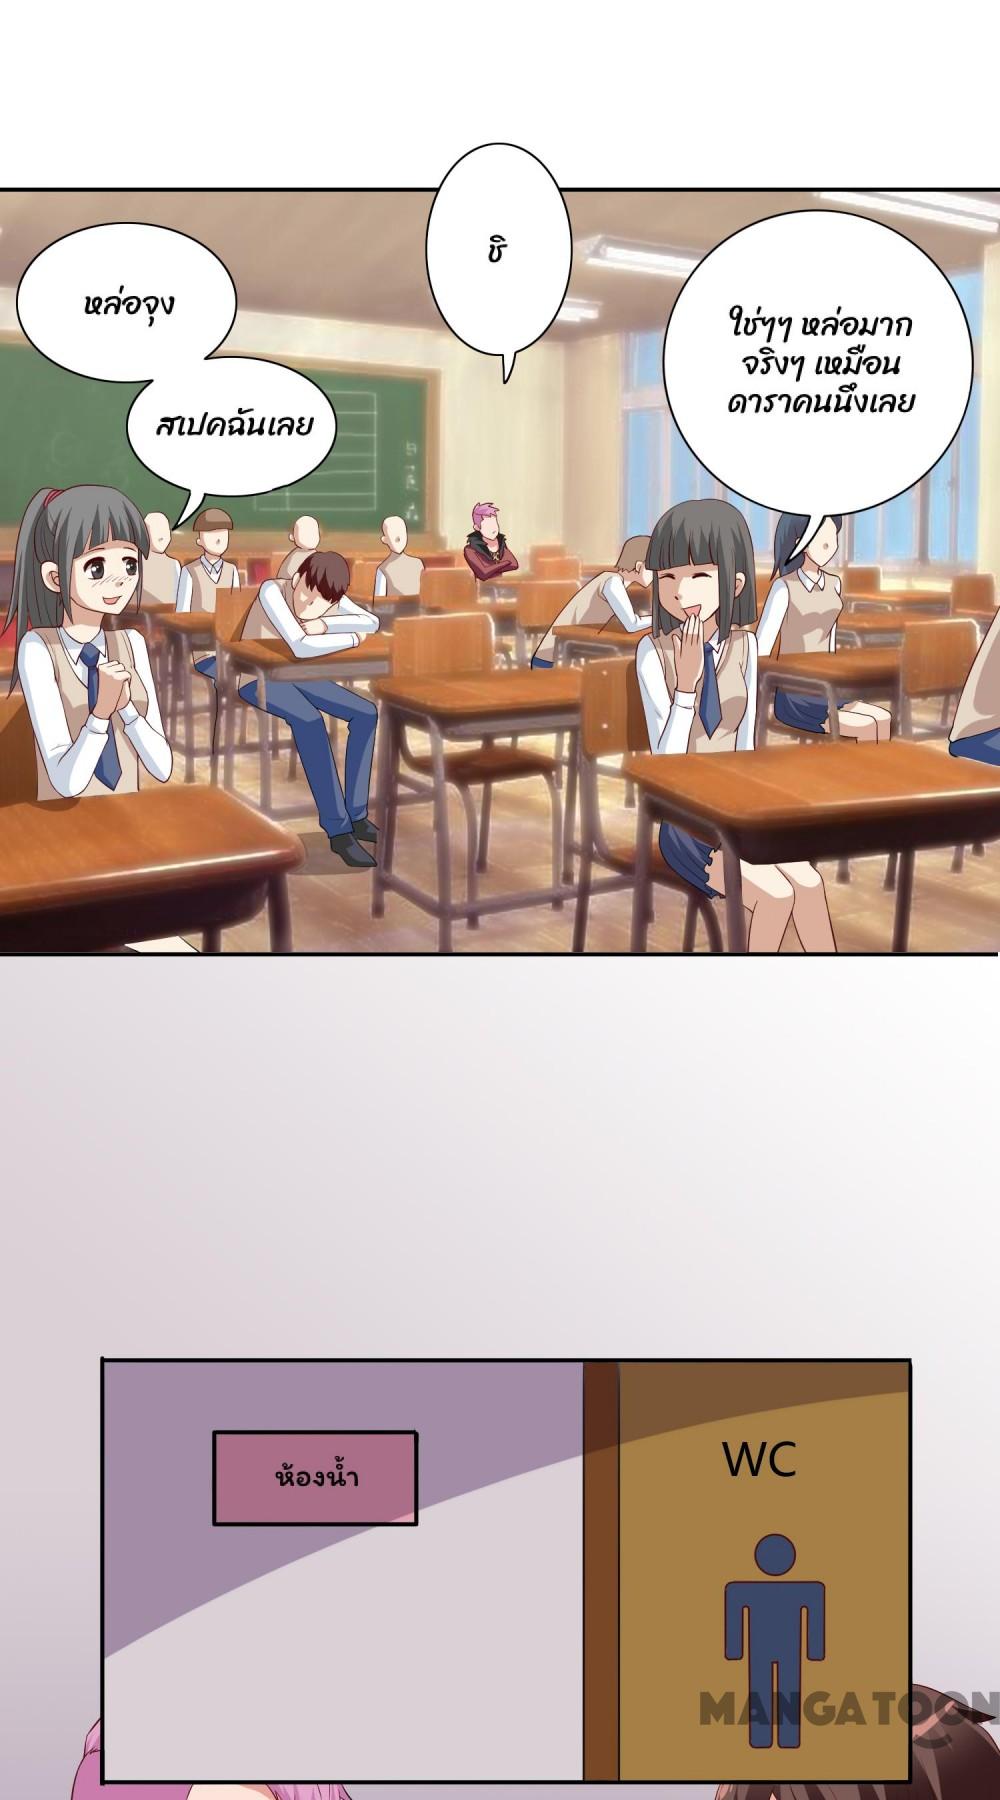 หล่อจุง
สเปคฉันเลย
ชิ
ใช่ๆๆ หล่อมาก
จริงๆ เหมือน
ดาราคนนึงเลย
ห้องน้ำ
WC
MANGATOON